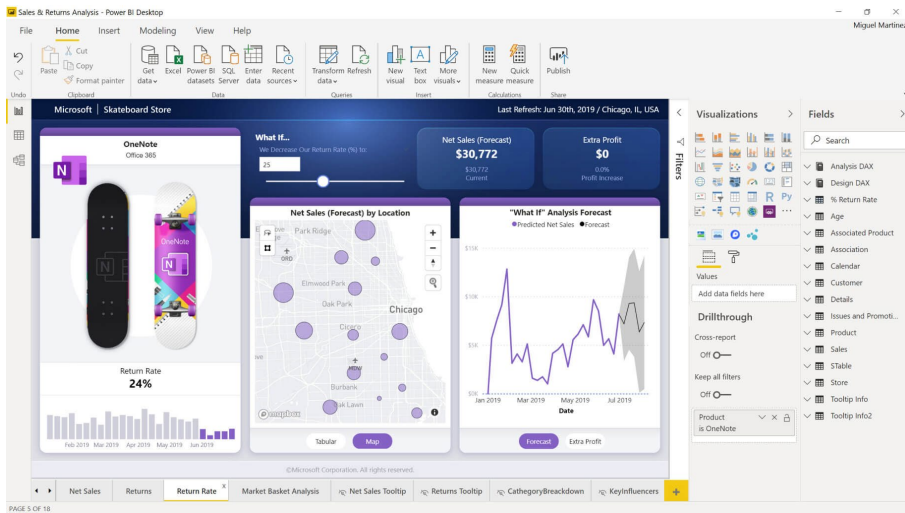 Sales & Returns Analysis - Power BI Desktop
Miguel Martinez
File Home Insert Modeling View Help
Cut
Copy
Format painter
Paste
Get data
Excel
Power BI datasets
SQL Server
Enter data
Recent sources
Transform data
Refresh
New visual
Text box
More visuals
New measure
Quick measure
Publish
Undo Clipboard Data Queries Insert Calculations Share
Microsoft | Skateboard Store
Last Refresh: Jun 30th, 2019 / Chicago, IL, USA
OneNote
Office 365
N
OneNote
N
N
Return Rate
24%
Feb 2019 Mar 2019 Apr 2019 May 2019 Jun 2019
What If...
We Decrease Our Return Rate (%) to:
25
Net Sales (Forecast)
$30,772
$30,772
Current
Extra Profit
$0
0.0%
Profit Increase
Net Sales (Forecast) by Location
Park Ridge
ORD
Elmwood Park
Oak Park
Chicago
Cicero
MDW
Burbank
Oak Lawn
mapbox
Tabular Map
"What If" Analysis Forecast
Predicted Net Sales Forecast
$15K
$10K
$5K
$0K
Jan 2019 Mar 2019 May 2019 Jul 2019
Date
Forecast Extra Profit
©Microsoft Corporation. All rights reserved.
Filters
Visualizations
R Py
Values
Add data fields here
Drillthrough
Cross-report
Off
Keep all filters
Off
Product
is OneNote
Fields
Search
Analysis DAX
Design DAX
% Return Rate
Age
Associated Product
Association
Calendar
Customer
Details
Issues and Promoti...
Product
Sales
STable
Store
Tooltip Info
Tooltip Info2
Net Sales Returns Return Rate x Market Basket Analysis Net Sales Tooltip Returns Tooltip CathegoryBreackdown KeyInfluencers +
PAGE 5 OF 18